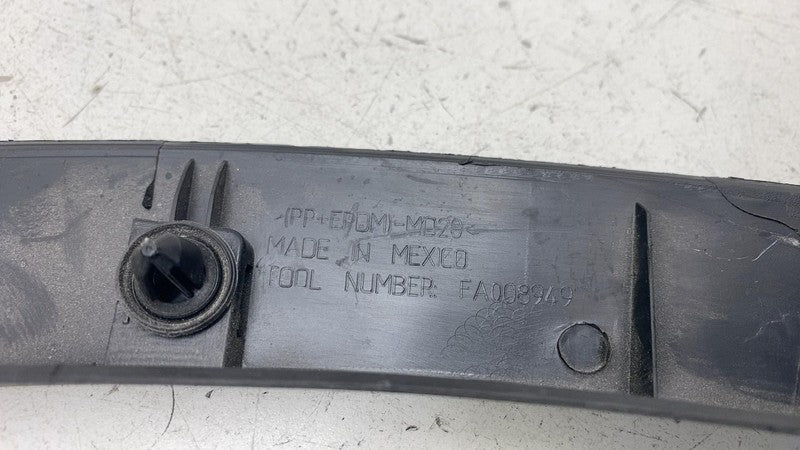 (PP+EPDM)-MD20<
MADE IN MEXICO
TOOL NUMBER: FA008949